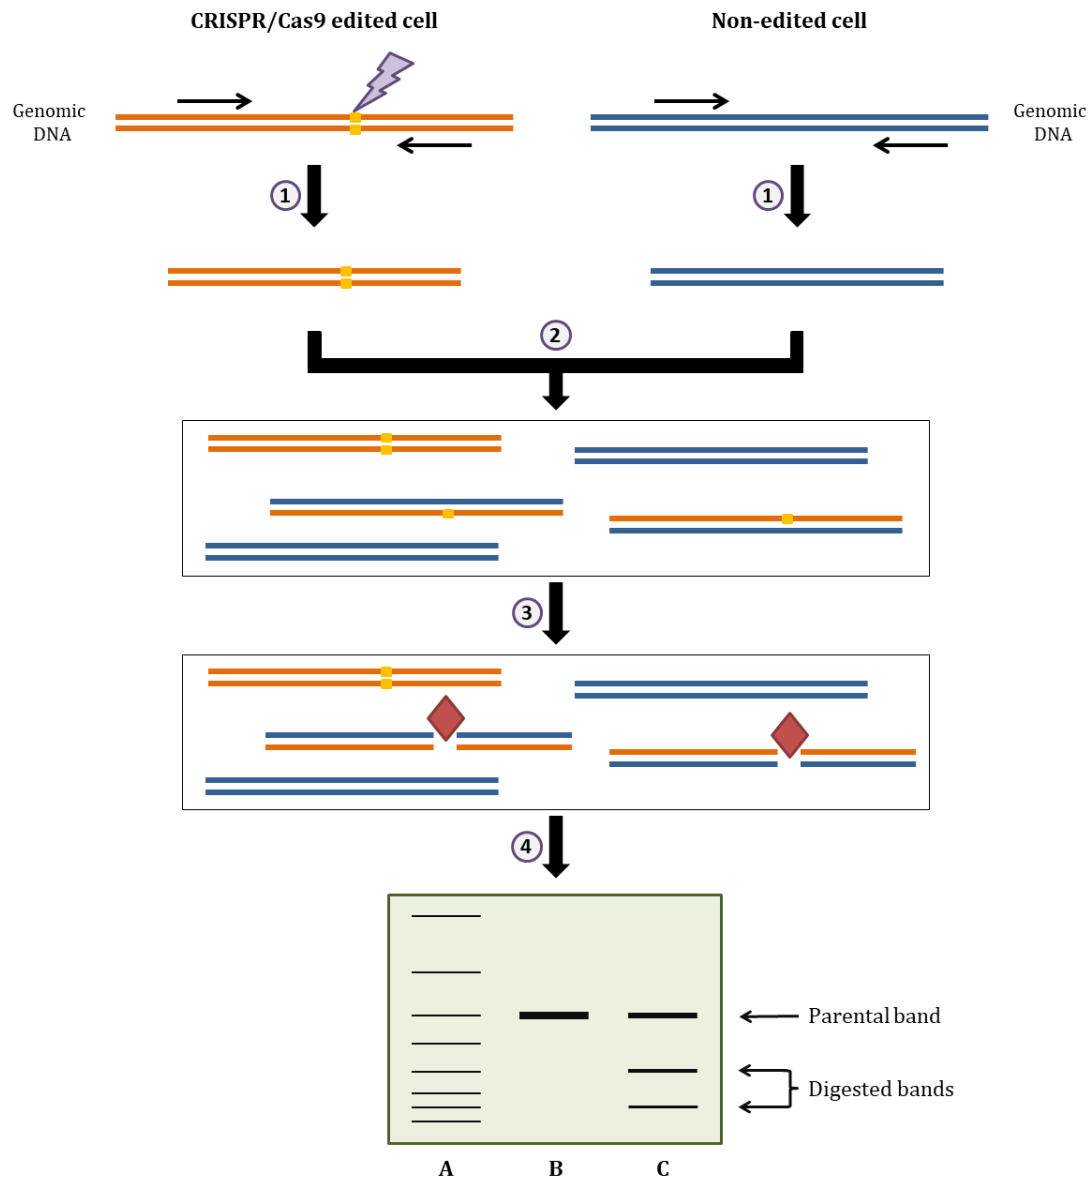 CRISPR/Cas9 edited cell
Non-edited cell
Genomic
DNA
Genomic
DNA
1
1
2
3
4
Parental band
Digested bands
A
B
C